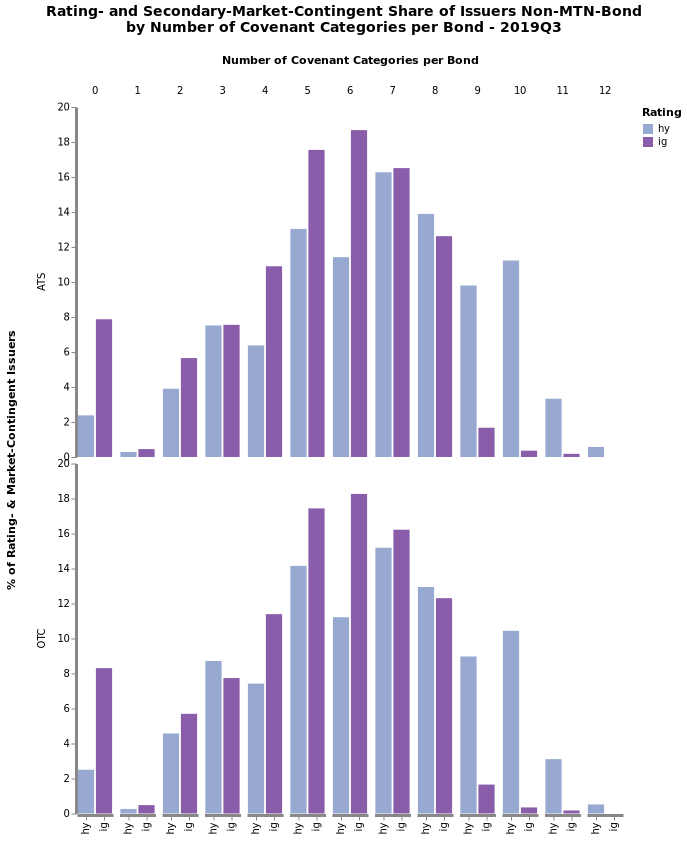 Rating- and Secondary-Market-Contingent Share of Issuers Non-MTN-Bond
by Number of Covenant Categories per Bond - 2019Q3
Number of Covenant Categories per Bond
0 1 2 3 4 5 6 7 8 9 10 11 12
Rating
hy
ig
% of Rating- & Market-Contingent Issuers
ATS
20
18
16
14
12
10
8
6
4
2
0
OTC
20
18
16
14
12
10
8
6
4
2
0
hy ig hy ig hy ig hy ig hy ig hy ig hy ig hy ig hy ig hy ig hy ig hy ig hy ig